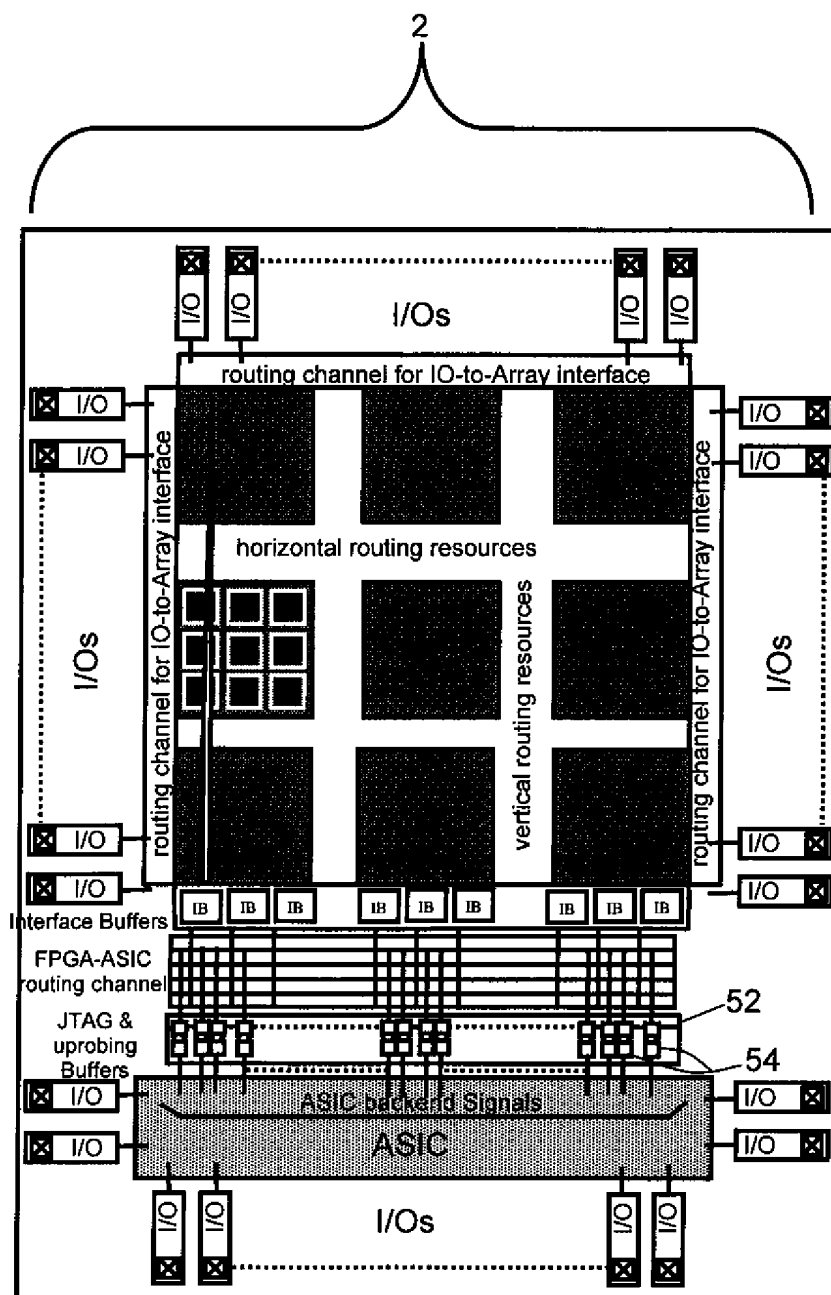 2
I/O I/O I/O I/O
I/Os
routing channel for IO-to-Array interface
I/O
I/O
I/O
I/O
routing channel for IO-to-Array interface
routing channel for IO-to-Array interface
horizontal routing resources
I/Os
vertical routing resources
I/Os
I/O
I/O
I/O
I/O
Interface Buffers
IB IB IB IB IB IB IB IB IB
FPGA-ASIC
routing channel
JTAG &
uprobing
Buffers
52
54
ASIC backend Signals
ASIC
I/O
I/O
I/O
I/O
I/O I/O I/O I/O
I/Os